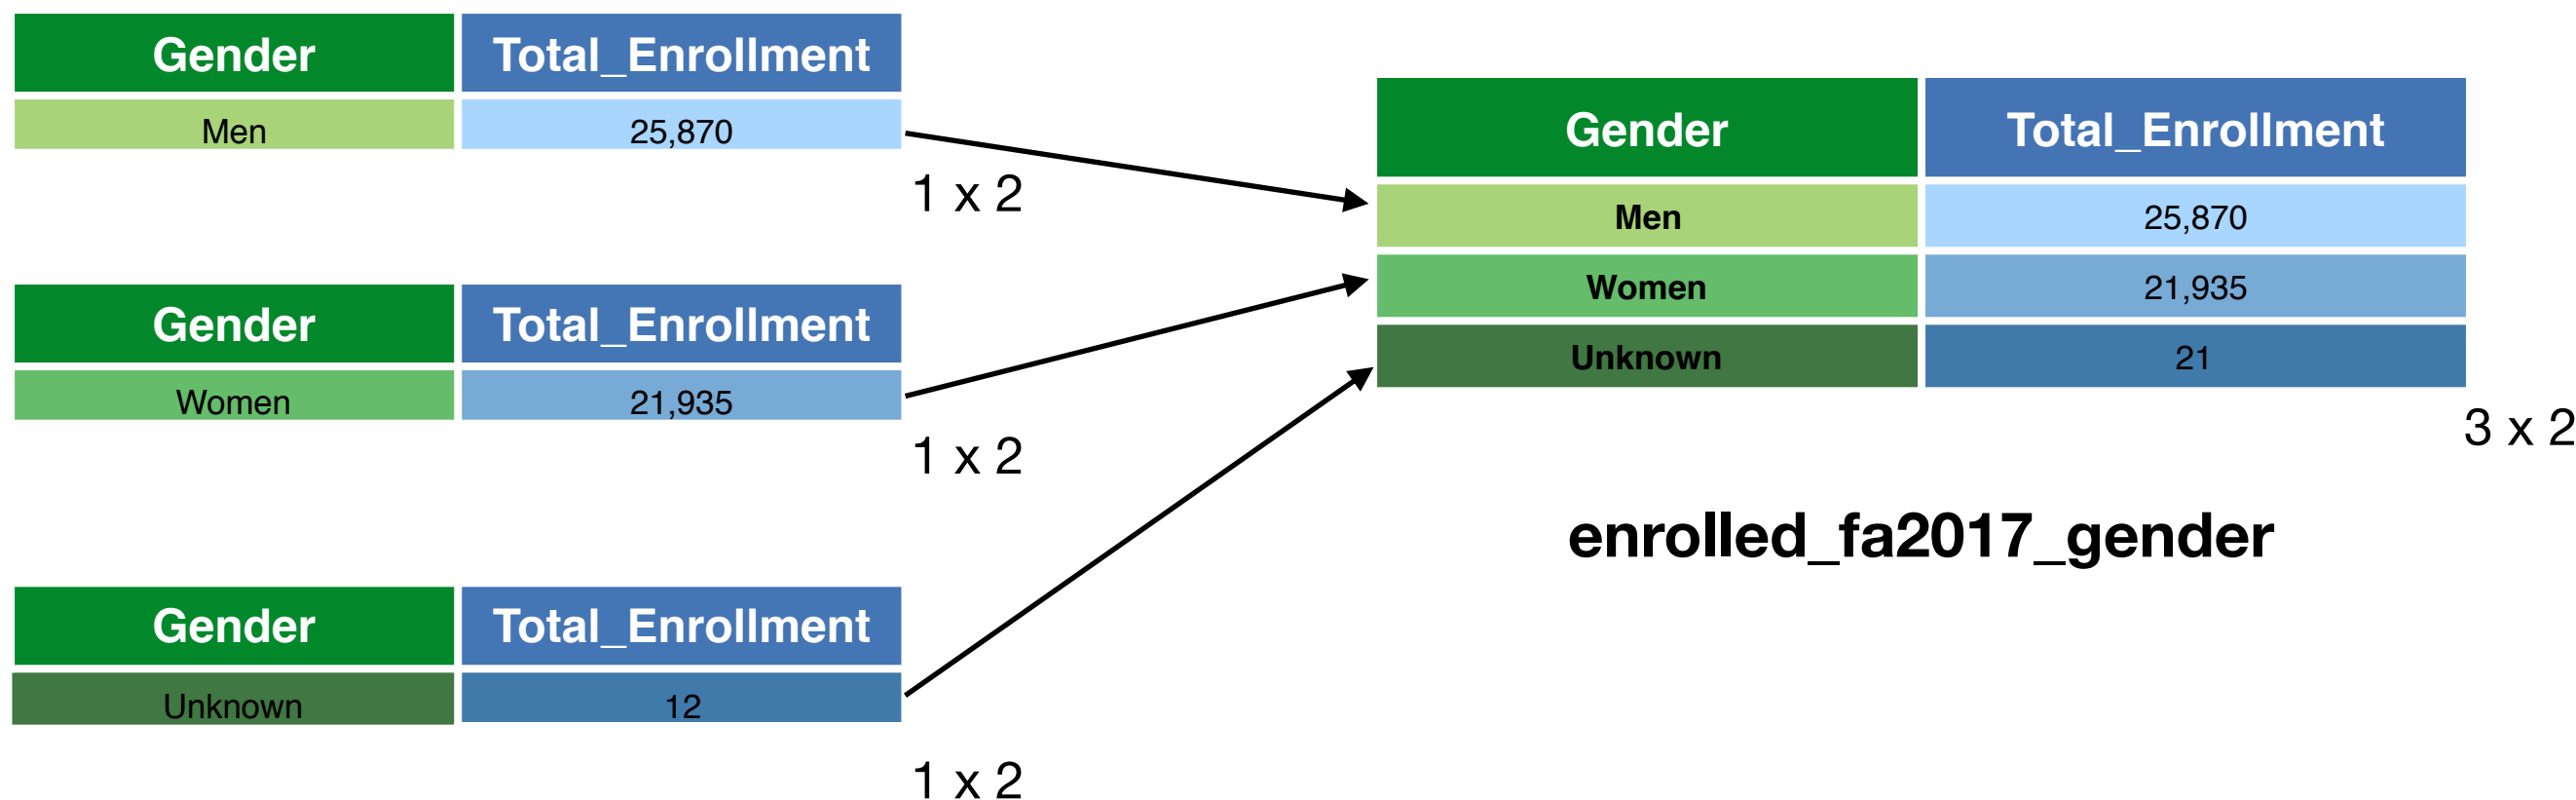 Gender Total_Enrollment
Men 25,870
1 x 2
Gender Total_Enrollment
Women 21,935
1 x 2
Gender Total_Enrollment
Unknown 12
1 x 2
Gender Total_Enrollment
Men 25,870
Women 21,935
Unknown 21
3 x 2
enrolled_fa2017_gender